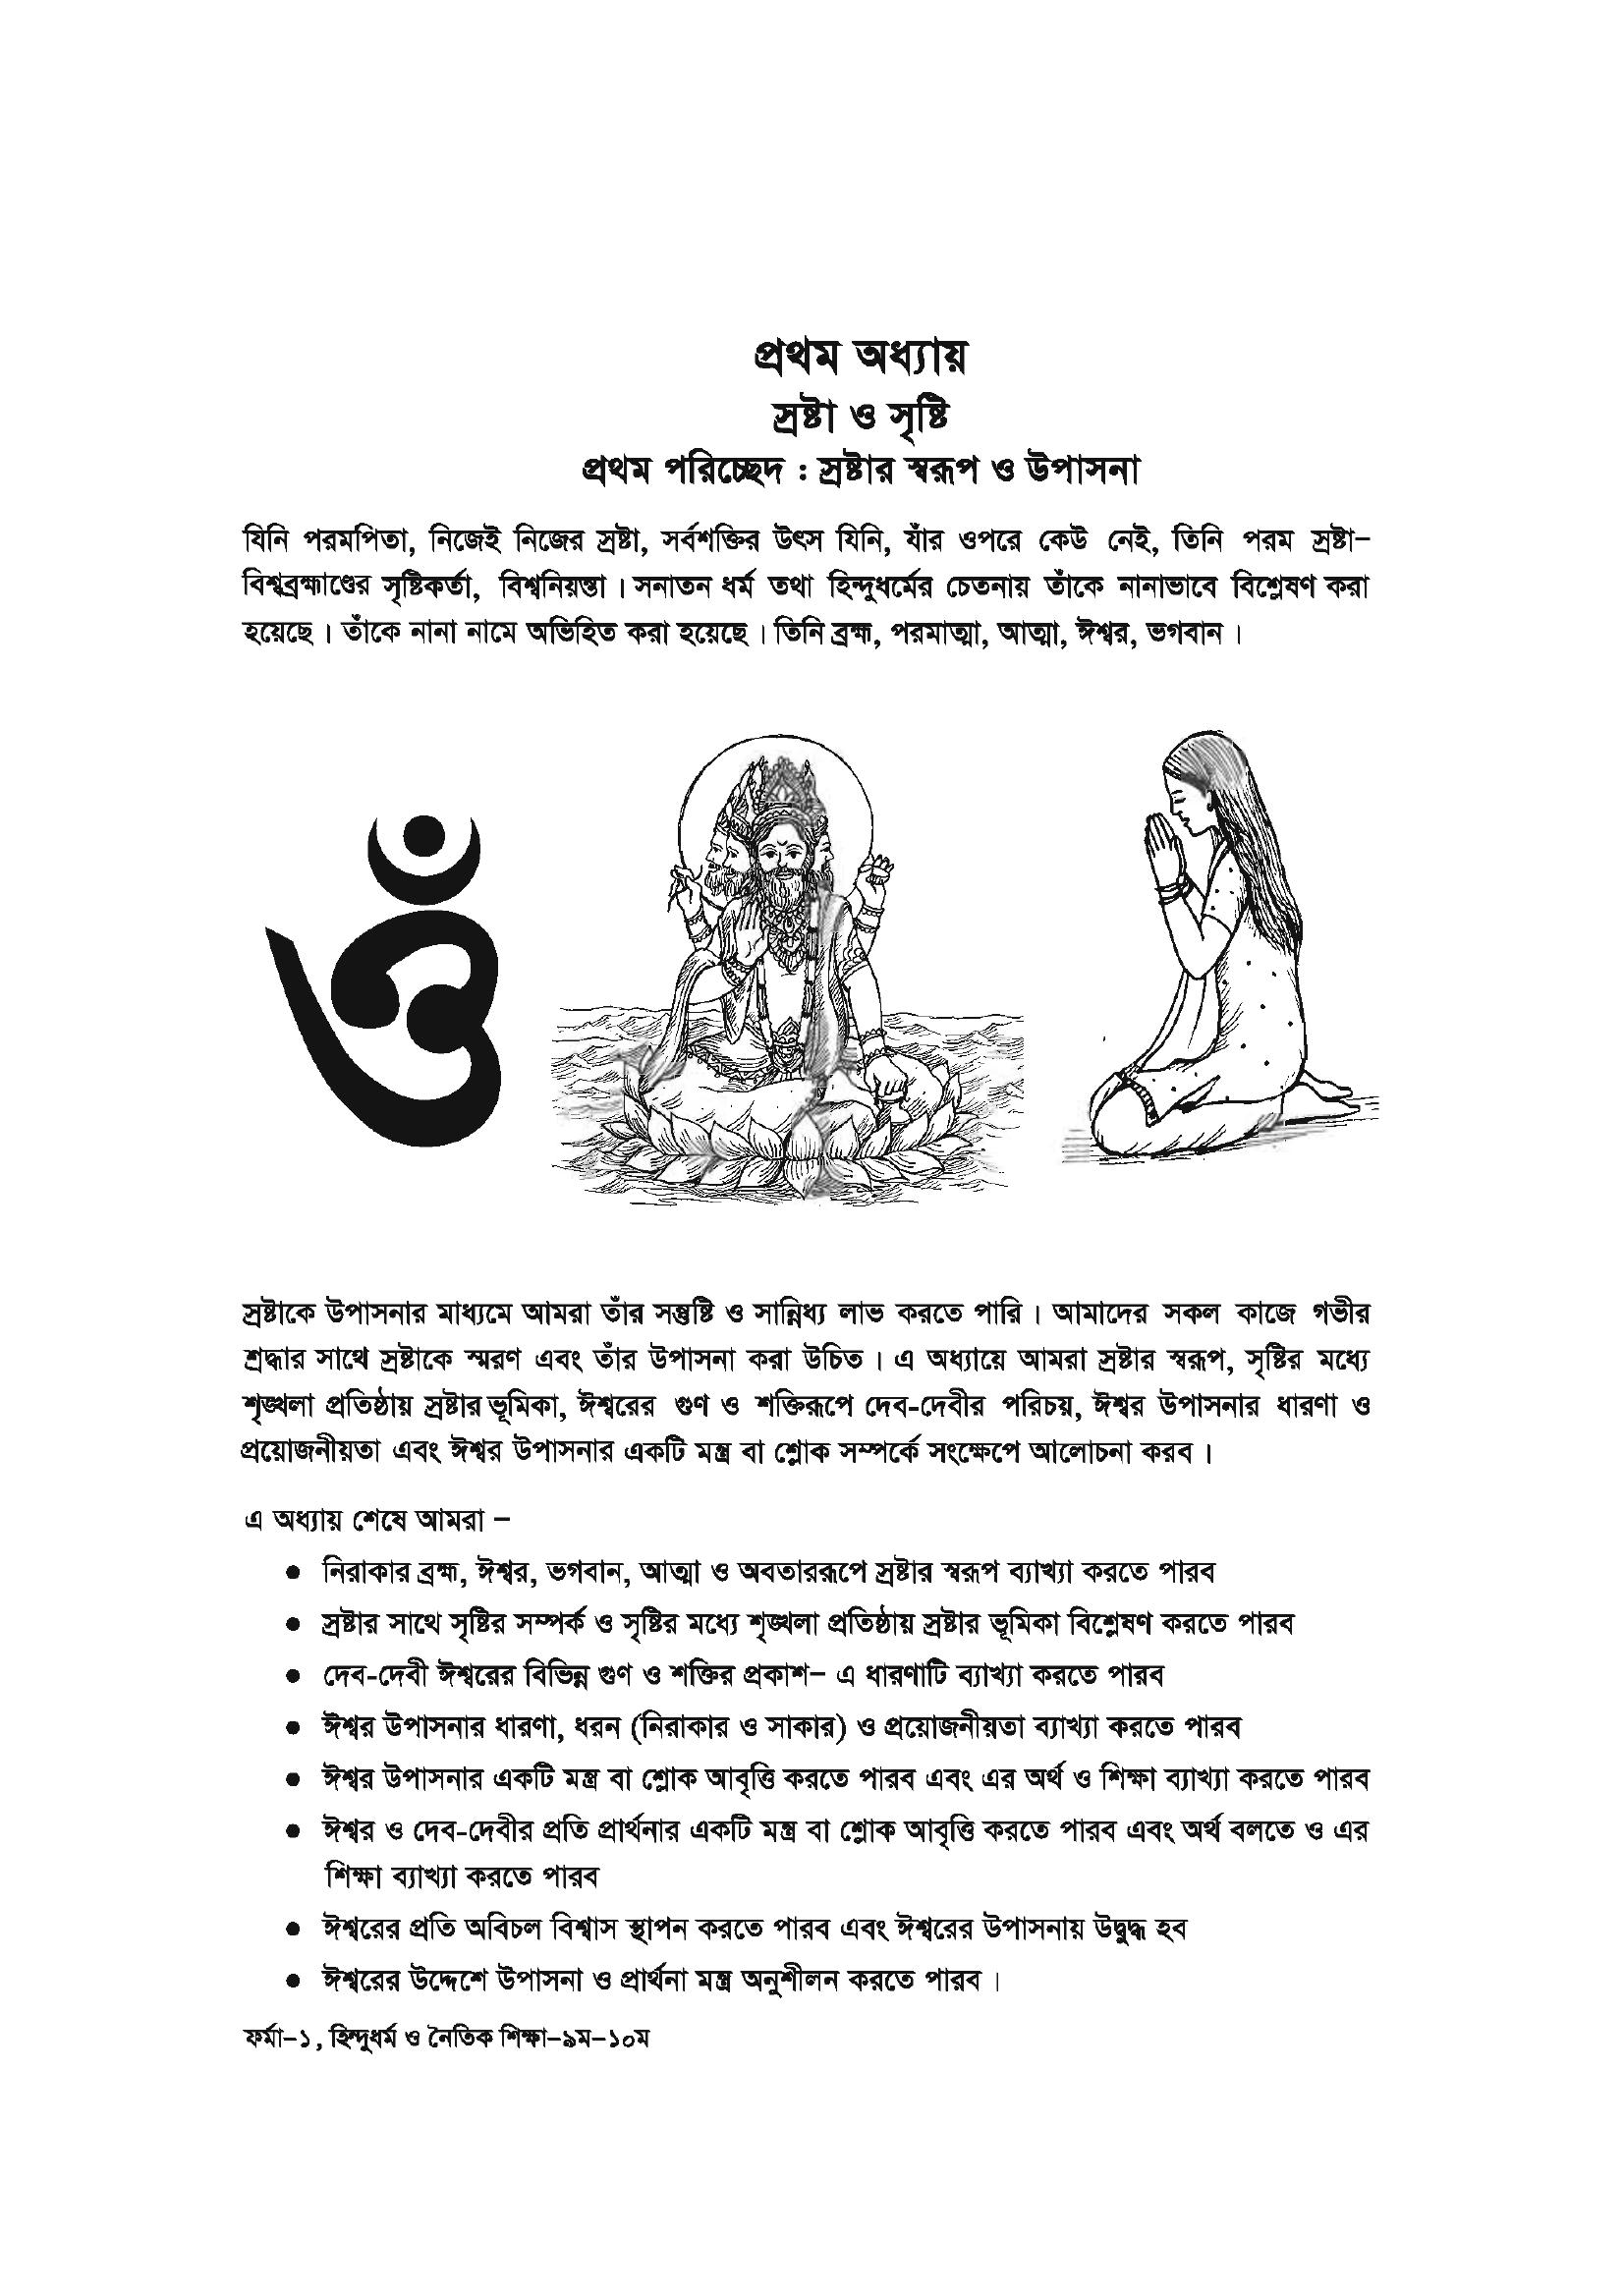 প্রথম অধ্যায়
স্রষ্টা ও সৃষ্টি
প্রথম পরিচ্ছেদ : স্রষ্টার স্বরূপ ও উপাসনা
যিনি পরমপিতা, নিজেই নিজের স্রষ্টা, সর্বশক্তির উৎস যিনি, যাঁর ওপরে কেউ নেই, তিনি পরম স্রষ্টা–
বিশ্বব্রহ্মাণ্ডের সৃষ্টিকর্তা, বিশ্বনিয়ন্তা। সনাতন ধর্ম তথা হিন্দুধর্মের চেতনায় তাঁকে নানাভাবে বিশ্লেষণ করা
হয়েছে। তাঁকে নানা নামে অভিহিত করা হয়েছে। তিনি ব্রহ্ম, পরমাত্মা, আত্মা, ঈশ্বর, ভগবান।
ওঁ
স্রষ্টাকে উপাসনার মাধ্যমে আমরা তাঁর সন্তুষ্টি ও সান্নিধ্য লাভ করতে পারি। আমাদের সকল কাজে গভীর
শ্রদ্ধার সাথে স্রষ্টাকে স্মরণ এবং তাঁর উপাসনা করা উচিত। এ অধ্যায়ে আমরা স্রষ্টার স্বরূপ, সৃষ্টির মধ্যে
শৃঙ্খলা প্রতিষ্ঠায় স্রষ্টার ভূমিকা, ঈশ্বরের গুণ ও শক্তিরূপে দেব-দেবীর পরিচয়, ঈশ্বর উপাসনার ধারণা ও
প্রয়োজনীয়তা এবং ঈশ্বর উপাসনার একটি মন্ত্র বা শ্লোক সম্পর্কে সংক্ষেপে আলোচনা করব।
এ অধ্যায় শেষে আমরা –
● নিরাকার ব্রহ্ম, ঈশ্বর, ভগবান, আত্মা ও অবতাররূপে স্রষ্টার স্বরূপ ব্যাখ্যা করতে পারব
● স্রষ্টার সাথে সৃষ্টির সম্পর্ক ও সৃষ্টির মধ্যে শৃঙ্খলা প্রতিষ্ঠায় স্রষ্টার ভূমিকা বিশ্লেষণ করতে পারব
● দেব-দেবী ঈশ্বরের বিভিন্ন গুণ ও শক্তির প্রকাশ– এ ধারণাটি ব্যাখ্যা করতে পারব
● ঈশ্বর উপাসনার ধারণা, ধরন (নিরাকার ও সাকার) ও প্রয়োজনীয়তা ব্যাখ্যা করতে পারব
● ঈশ্বর উপাসনার একটি মন্ত্র বা শ্লোক আবৃত্তি করতে পারব এবং এর অর্থ ও শিক্ষা ব্যাখ্যা করতে পারব
● ঈশ্বর ও দেব-দেবীর প্রতি প্রার্থনার একটি মন্ত্র বা শ্লোক আবৃত্তি করতে পারব এবং অর্থ বলতে ও এর
শিক্ষা ব্যাখ্যা করতে পারব
● ঈশ্বরের প্রতি অবিচল বিশ্বাস স্থাপন করতে পারব এবং ঈশ্বরের উপাসনায় উদ্বুদ্ধ হব
● ঈশ্বরের উদ্দেশে উপাসনা ও প্রার্থনা মন্ত্র অনুশীলন করতে পারব।
ফর্মা–১, হিন্দুধর্ম ও নৈতিক শিক্ষা–৯ম–১০ম